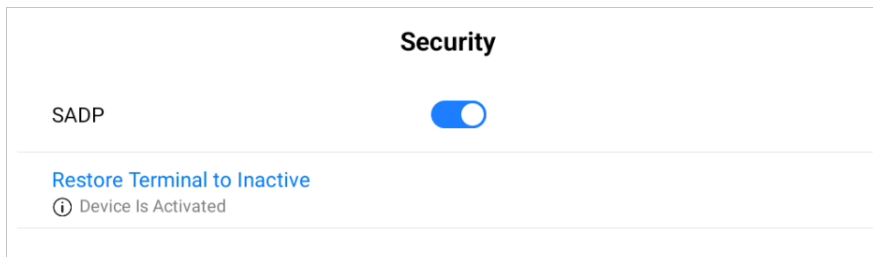 Security
SADP
Restore Terminal to Inactive
Device Is Activated